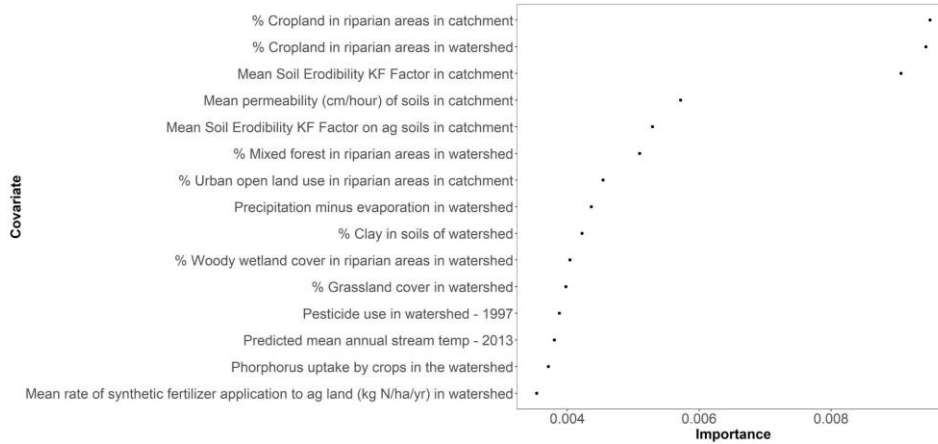 % Cropland in riparian areas in catchment
% Cropland in riparian areas in watershed
Mean Soil Erodibility KF Factor in catchment
Mean permeability (cm/hour) of soils in catchment
Mean Soil Erodibility KF Factor on ag soils in catchment
% Mixed forest in riparian areas in watershed
% Urban open land use in riparian areas in catchment
Precipitation minus evaporation in watershed
% Clay in soils of watershed
% Woody wetland cover in riparian areas in watershed
% Grassland cover in watershed
Pesticide use in watershed - 1997
Predicted mean annual stream temp - 2013
Phorphorus uptake by crops in the watershed
Mean rate of synthetic fertilizer application to ag land (kg N/ha/yr) in watershed
Covariate
0.004 0.006 0.008
Importance